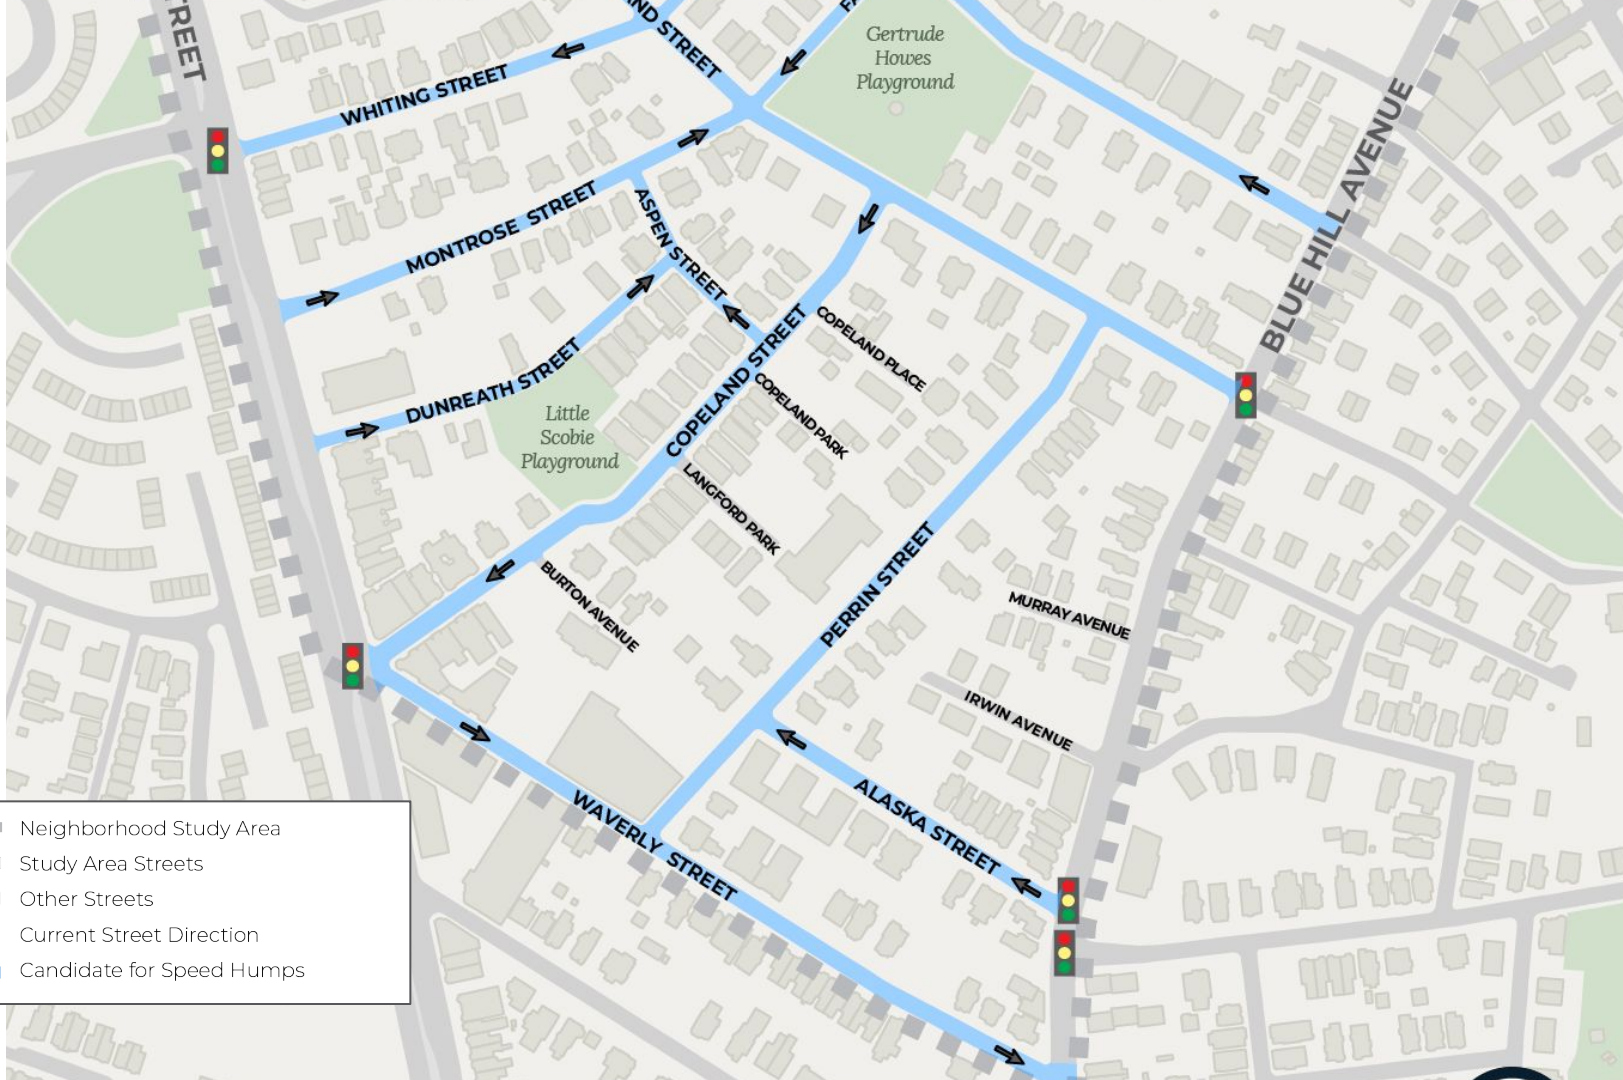 STREET
ND STREET
FA
Gertrude
Howes
Playground
WHITING STREET
BLUE HILL AVENUE
MONTROSE STREET
ASPEN STREET
DUNREATH STREET
COPELAND STREET
COPELAND PLACE
COPELAND PARK
Little
Scobie
Playground
LANGFORD PARK
BURTON AVENUE
PERRIN STREET
MURRAY AVENUE
IRWIN AVENUE
ALASKA STREET
WAVERLY STREET
Neighborhood Study Area
Study Area Streets
Other Streets
Current Street Direction
Candidate for Speed Humps